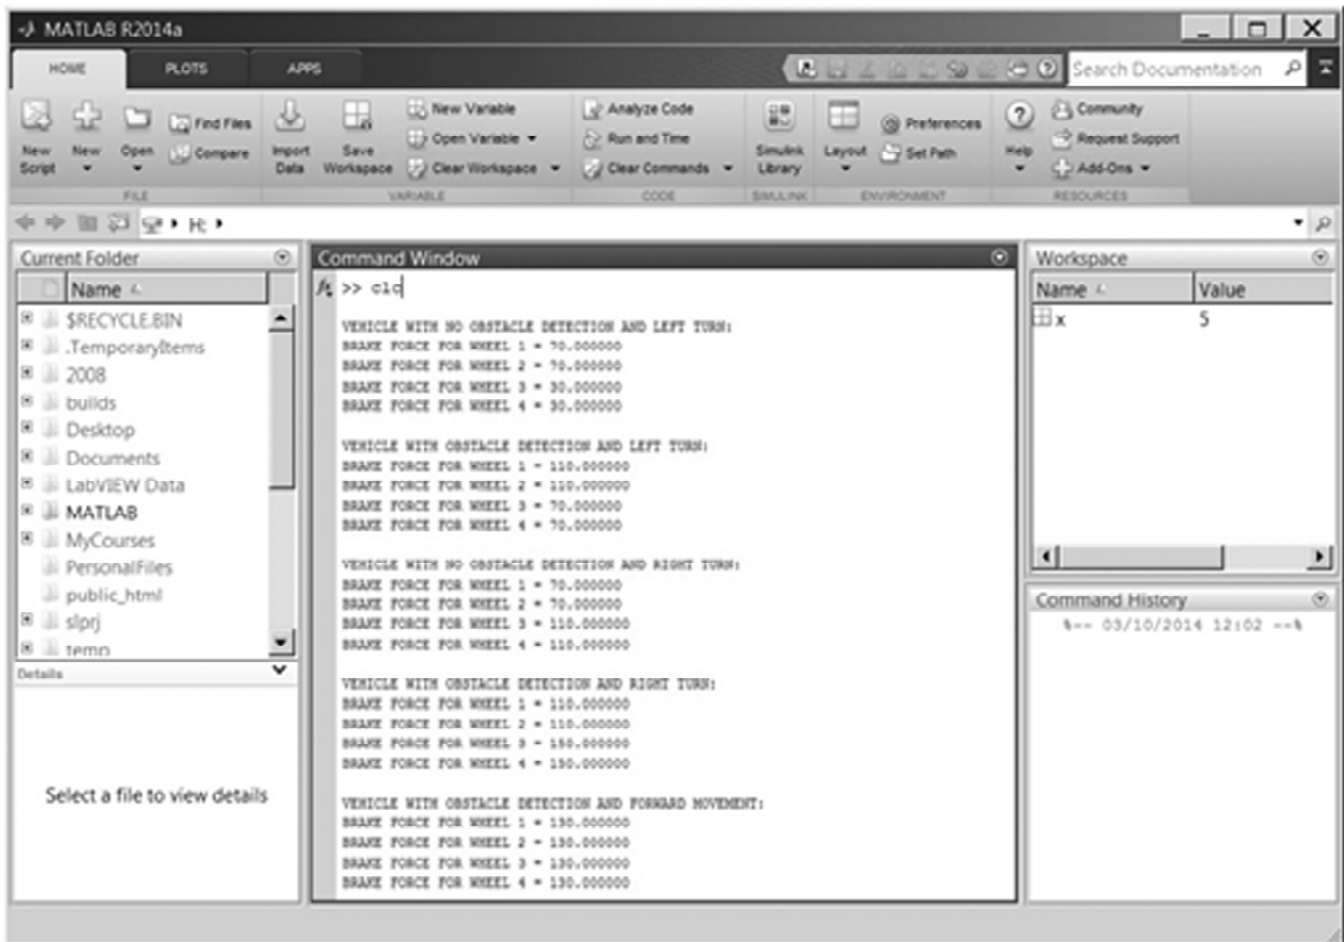 MATLAB R2014a
HOME PLOTS APPS
Search Documentation
New Script
New
Open
Find Files
Compare
Import Data
Save Workspace
New Variable
Open Variable
Clear Workspace
Analyze Code
Run and Time
Clear Commands
Simulink Library
Layout
Preferences
Set Path
Help
Community
Request Support
Add-Ons
FILE VARIABLE CODE SIMULINK ENVIRONMENT RESOURCES
H:
Current Folder
Name
$RECYCLE.BIN
.TemporaryItems
2008
builds
Desktop
Documents
LabVIEW Data
MATLAB
MyCourses
PersonalFiles
public_html
slprj
temp
Details
Select a file to view details
Command Window
fx >> clc
VEHICLE WITH NO OBSTACLE DETECTION AND LEFT TURN:
BRAKE FORCE FOR WHEEL 1 = 70.000000
BRAKE FORCE FOR WHEEL 2 = 70.000000
BRAKE FORCE FOR WHEEL 3 = 30.000000
BRAKE FORCE FOR WHEEL 4 = 30.000000
VEHICLE WITH OBSTACLE DETECTION AND LEFT TURN:
BRAKE FORCE FOR WHEEL 1 = 110.000000
BRAKE FORCE FOR WHEEL 2 = 110.000000
BRAKE FORCE FOR WHEEL 3 = 70.000000
BRAKE FORCE FOR WHEEL 4 = 70.000000
VEHICLE WITH NO OBSTACLE DETECTION AND RIGHT TURN:
BRAKE FORCE FOR WHEEL 1 = 70.000000
BRAKE FORCE FOR WHEEL 2 = 70.000000
BRAKE FORCE FOR WHEEL 3 = 110.000000
BRAKE FORCE FOR WHEEL 4 = 110.000000
VEHICLE WITH OBSTACLE DETECTION AND RIGHT TURN:
BRAKE FORCE FOR WHEEL 1 = 110.000000
BRAKE FORCE FOR WHEEL 2 = 110.000000
BRAKE FORCE FOR WHEEL 3 = 150.000000
BRAKE FORCE FOR WHEEL 4 = 150.000000
VEHICLE WITH OBSTACLE DETECTION AND FORWARD MOVEMENT:
BRAKE FORCE FOR WHEEL 1 = 130.000000
BRAKE FORCE FOR WHEEL 2 = 130.000000
BRAKE FORCE FOR WHEEL 3 = 130.000000
BRAKE FORCE FOR WHEEL 4 = 130.000000
Workspace
Name Value
x 5
Command History
%-- 03/10/2014 12:02 --%